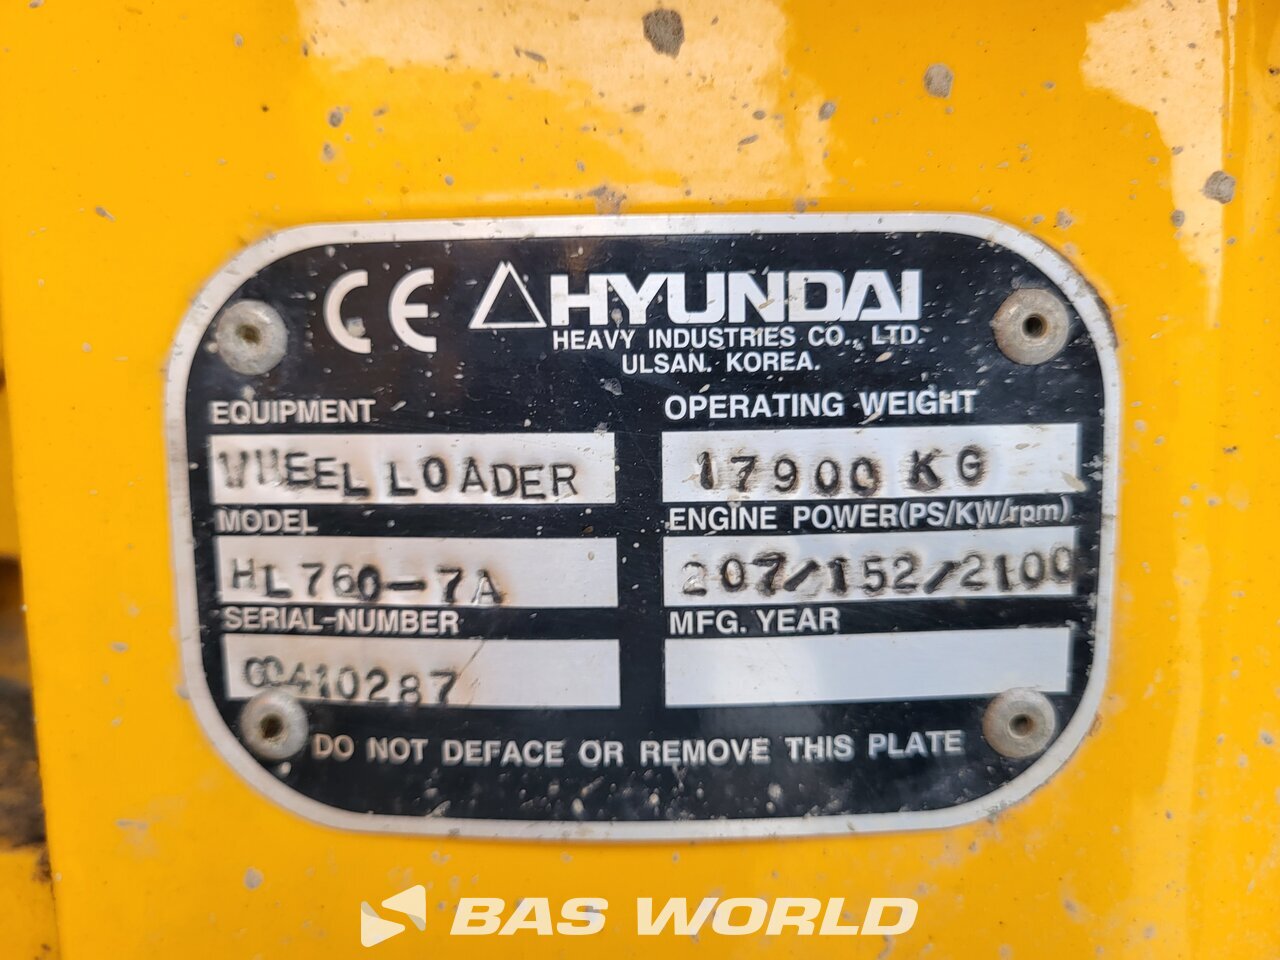 CE HYUNDAI
HEAVY INDUSTRIES CO., LTD.
ULSAN. KOREA.
EQUIPMENT OPERATING WEIGHT
WHEEL LOADER 17900 KG
MODEL ENGINE POWER(PS/KW/rpm)
HL760-7A 207/152/2100
SERIAL-NUMBER MFG. YEAR
DO NOT DEFACE OR REMOVE THIS PLATE
BAS WORLD